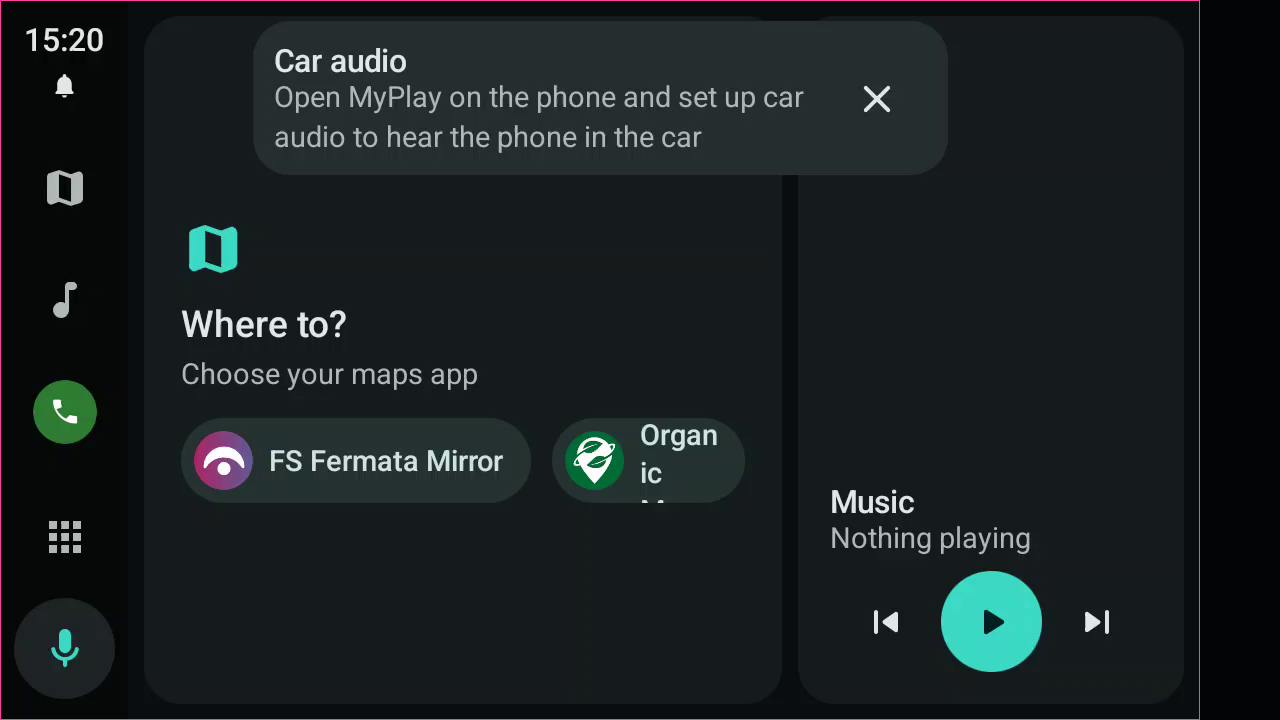 15:20
Car audio
Open MyPlay on the phone and set up car
audio to hear the phone in the car
Where to?
Choose your maps app
FS Fermata Mirror
Organ
ic
Music
Nothing playing